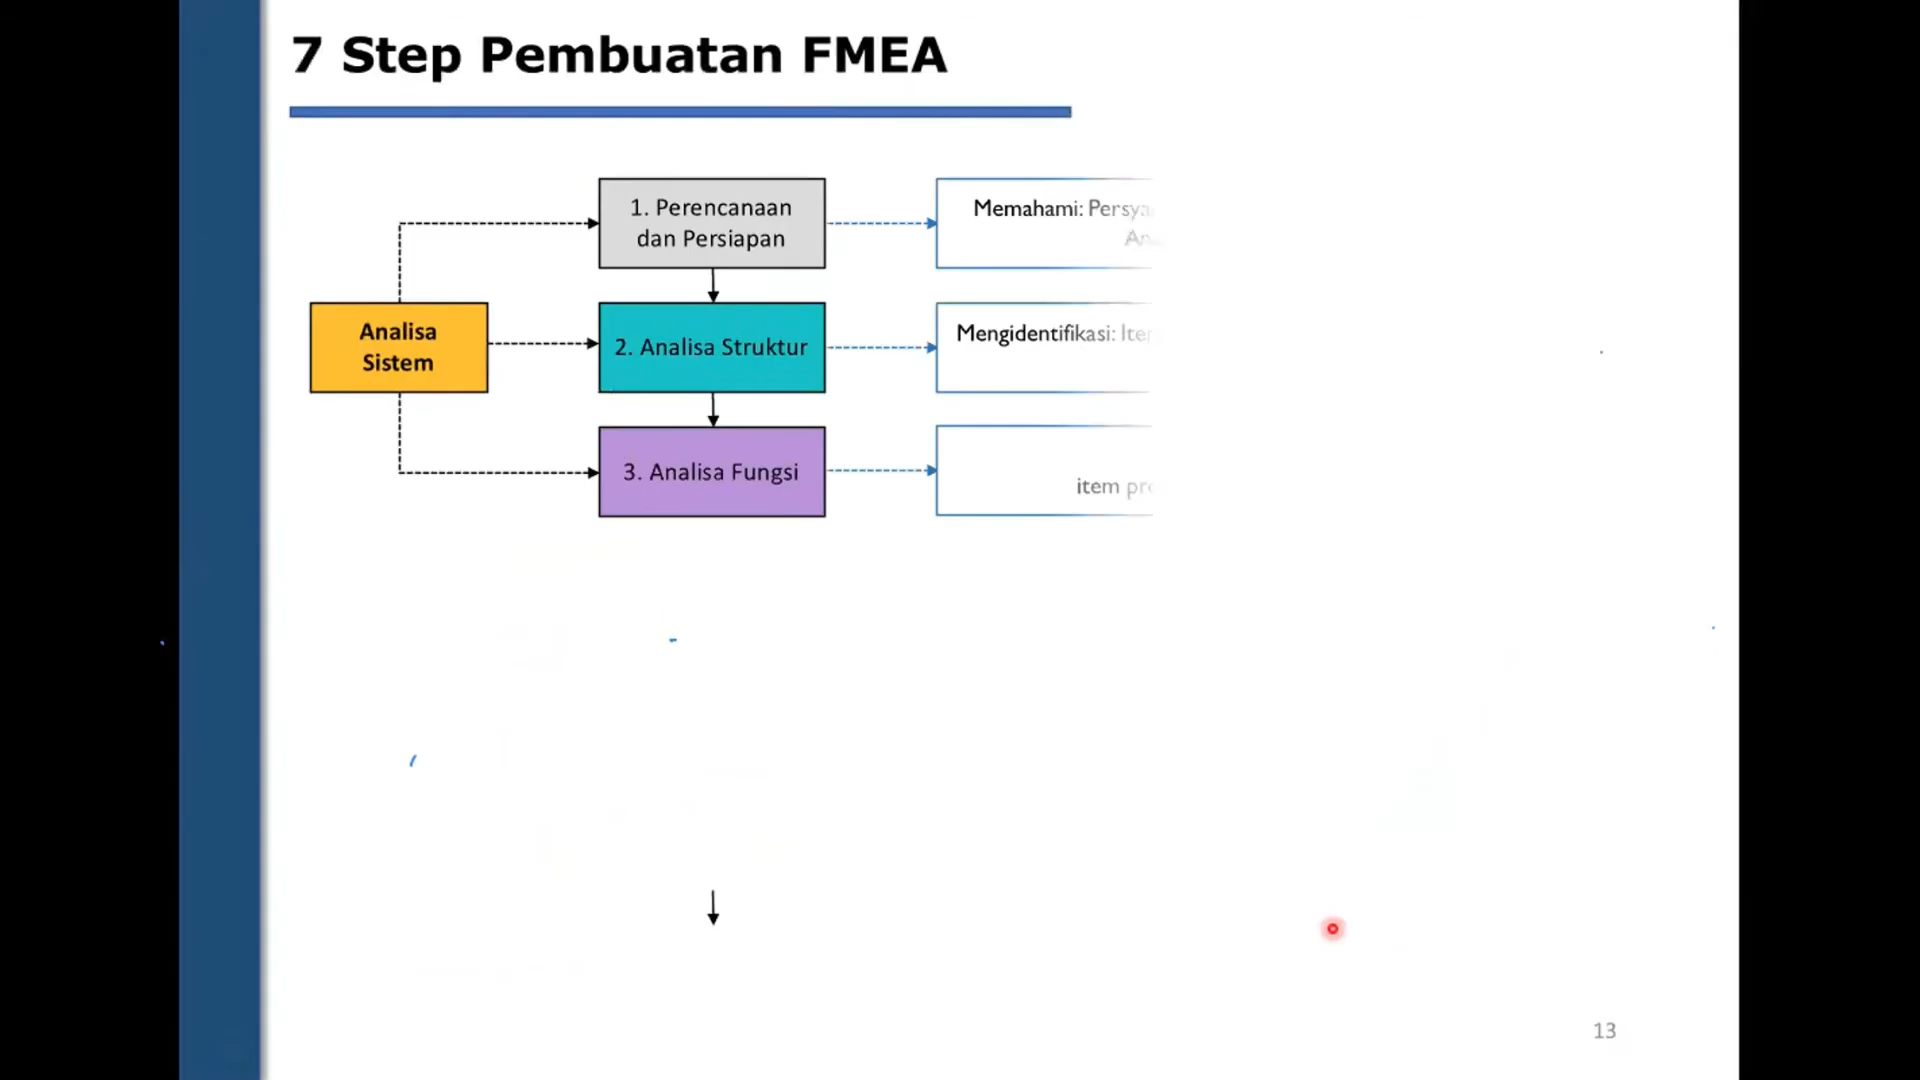 7 Step Pembuatan FMEA
1. Perencanaan
dan Persiapan
Memahami:
Analisa
Sistem
2. Analisa Struktur
Mengidentifikasi:
3. Analisa Fungsi
item
13